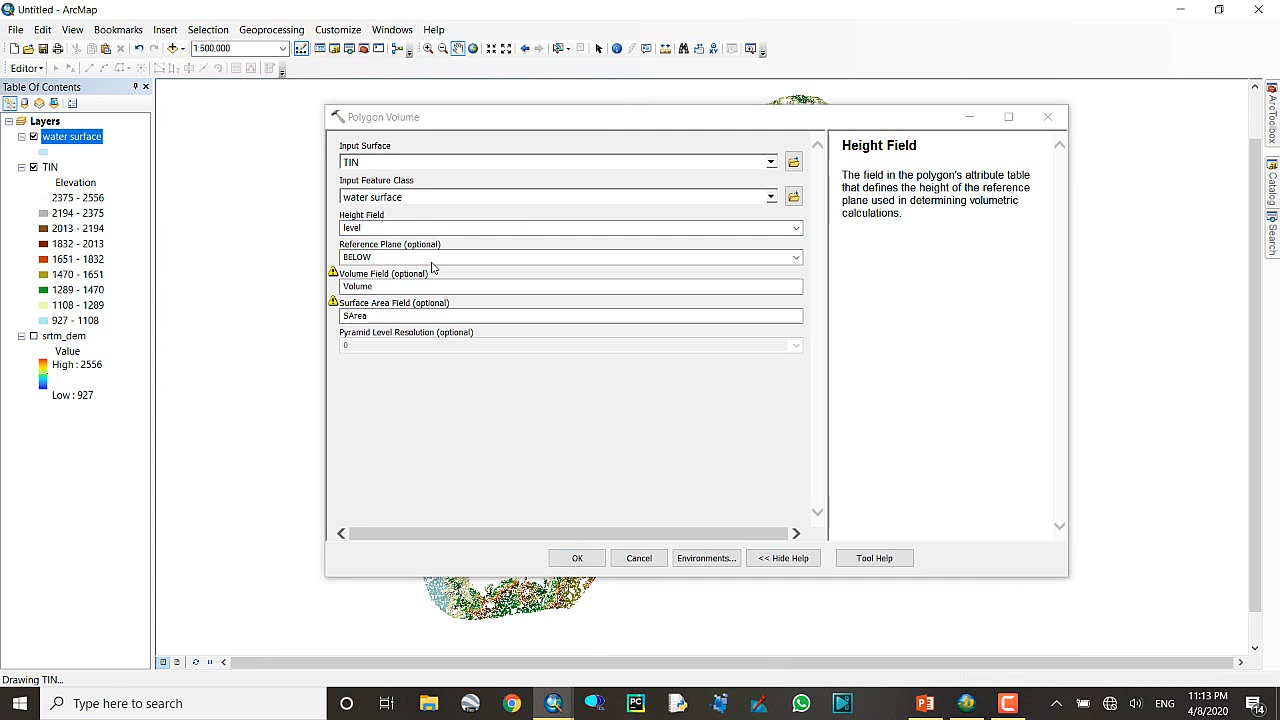 Untitled - ArcMap
File Edit View Bookmarks Insert Selection Geoprocessing Customize Windows Help
1:500,000
Editor
Table Of Contents
Layers
water surface
TIN
Elevation
2375 - 2556
2194 - 2375
2013 - 2194
1832 - 2013
1651 - 1832
1470 - 1651
1289 - 1470
1108 - 1289
927 - 1108
srtm_dem
Value
High : 2556
Low : 927
Polygon Volume
Input Surface
TIN
Input Feature Class
water surface
Height Field
level
Reference Plane (optional)
BELOW
Volume Field (optional)
Volume
Surface Area Field (optional)
SArea
Pyramid Level Resolution (optional)
0
OK Cancel Environments... << Hide Help Tool Help
Height Field
The field in the polygon's attribute table
that defines the height of the reference
plane used in determining volumetric
calculations.
ArcToolbox
Catalog
Search
Drawing TIN...
Type here to search
PC
ENG
11:13 PM
4/8/2020
14